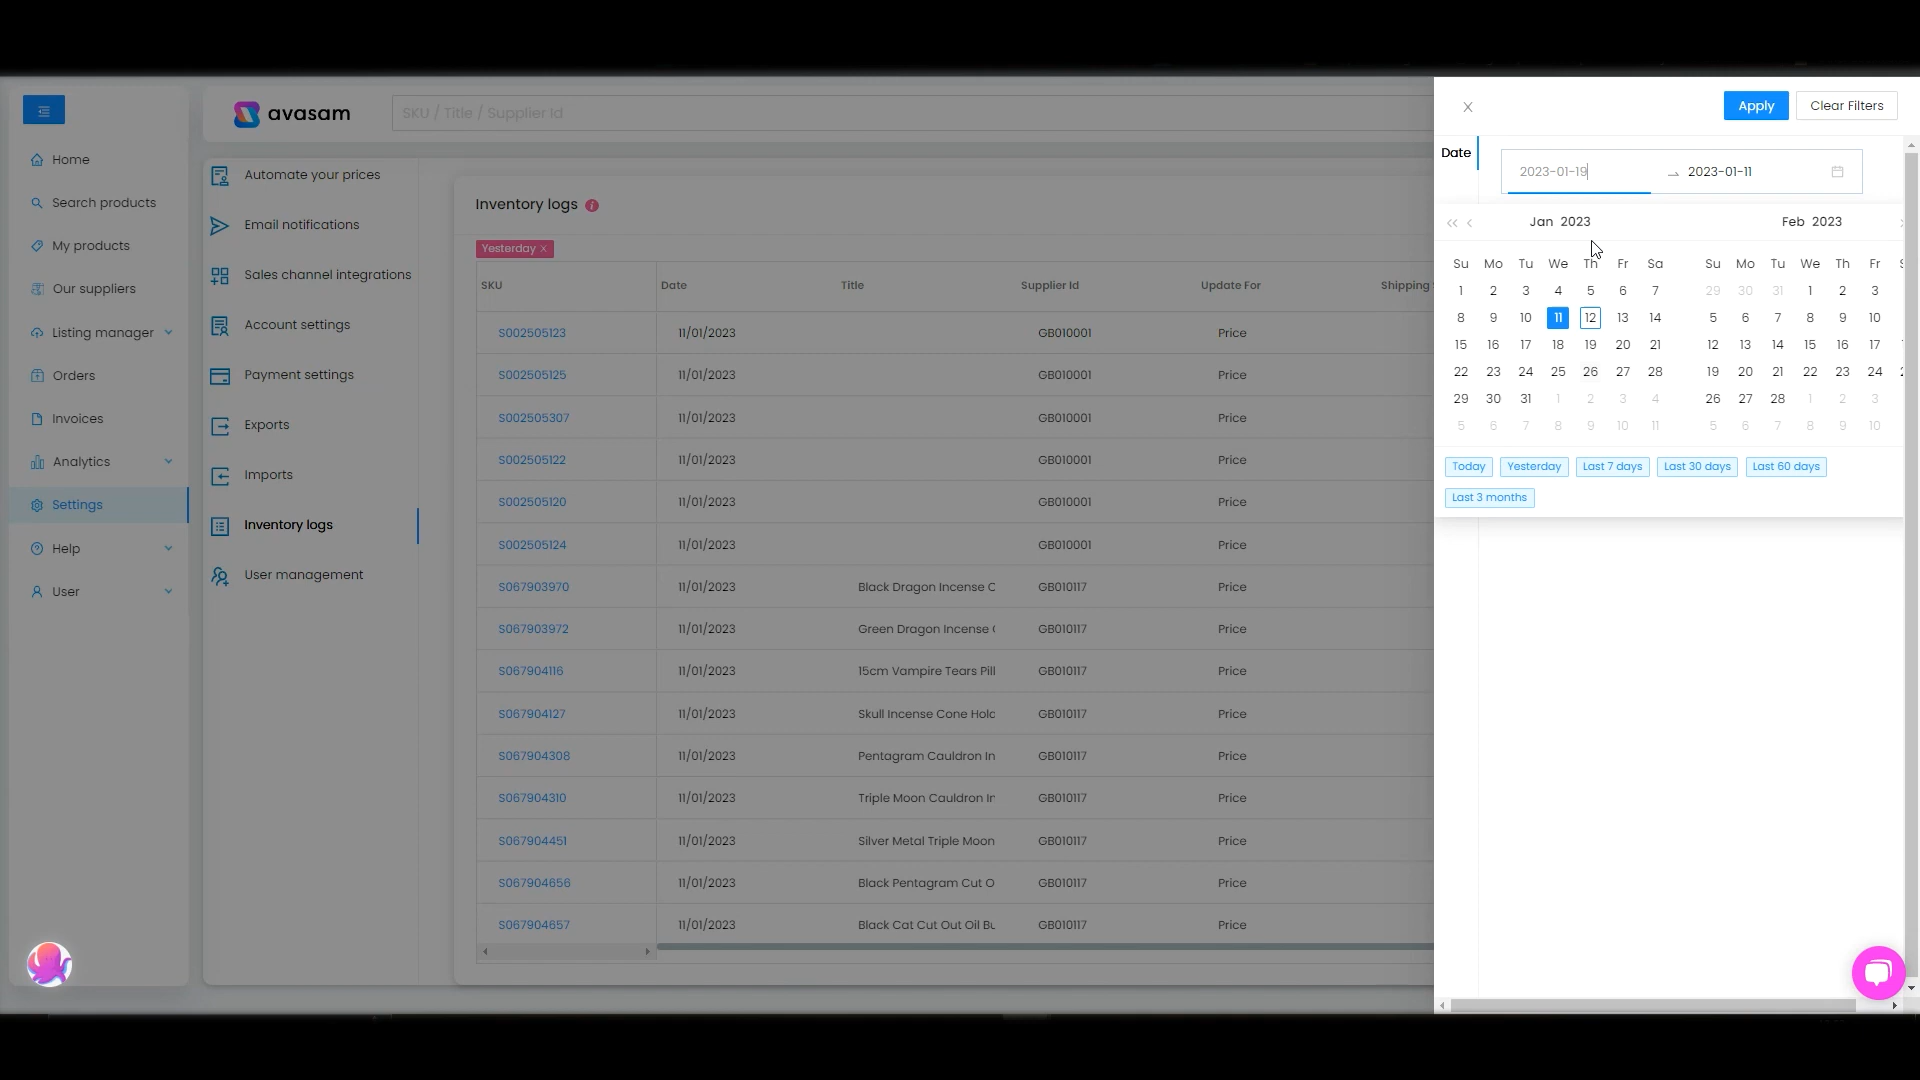 avasam
SKU / Title / Supplier Id
Home
Search products
My products
Our suppliers
Listing manager
Orders
Invoices
Analytics
Settings
Help
User
Automate your prices
Email notifications
Sales channel integrations
Account settings
Payment settings
Exports
Imports
Inventory logs
User management
Inventory logs i
Yesterday x
SKU Date Title Supplier Id Update For Shipping
S002505123 11/01/2023 GB010001 Price
S002505125 11/01/2023 GB010001 Price
S002505307 11/01/2023 GB010001 Price
S002505122 11/01/2023 GB010001 Price
S002505120 11/01/2023 GB010001 Price
S002505124 11/01/2023 GB010001 Price
S067903970 11/01/2023 Black Dragon Incense C GB010117 Price
S067903972 11/01/2023 Green Dragon Incense GB010117 Price
S067904116 11/01/2023 15cm Vampire Tears Pill GB010117 Price
S067904127 11/01/2023 Skull Incense Cone Holc GB010117 Price
S067904308 11/01/2023 Pentagram Cauldron In GB010117 Price
S067904310 11/01/2023 Triple Moon Cauldron In GB010117 Price
S067904451 11/01/2023 Silver Metal Triple Moon GB010117 Price
S067904656 11/01/2023 Black Pentagram Cut O GB010117 Price
S067904657 11/01/2023 Black Cat Cut Out Oil Bu GB010117 Price
Apply Clear Filters
Date
2023-01-19 2023-01-11
Jan 2023 Feb 2023
Su Mo Tu We Th Fr Sa Su Mo Tu We Th Fr
1 2 3 4 5 6 7 29 30 31 1 2 3
8 9 10 11 12 13 14 5 6 7 8 9 10
15 16 17 18 19 20 21 12 13 14 15 16 17
22 23 24 25 26 27 28 19 20 21 22 23 24
29 30 31 1 2 3 4 26 27 28 1 2 3
5 6 7 8 9 10 11 5 6 7 8 9 10
Today Yesterday Last 7 days Last 30 days Last 60 days
Last 3 months